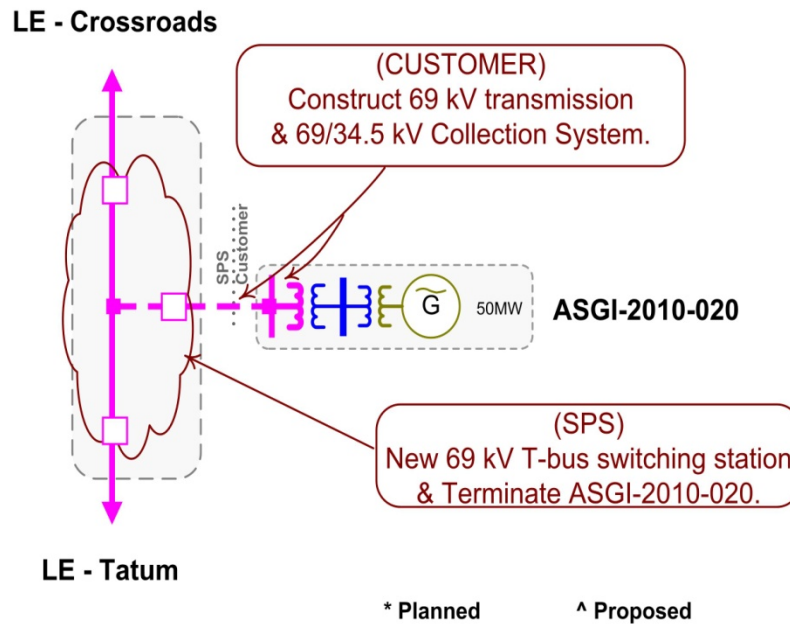 LE - Crossroads
(CUSTOMER)
Construct 69 kV transmission
& 69/34.5 kV Collection System.
SPS
Customer
G
50MW
ASGI-2010-020
(SPS)
New 69 kV T-bus switching station
& Terminate ASGI-2010-020.
LE - Tatum
* Planned
^ Proposed